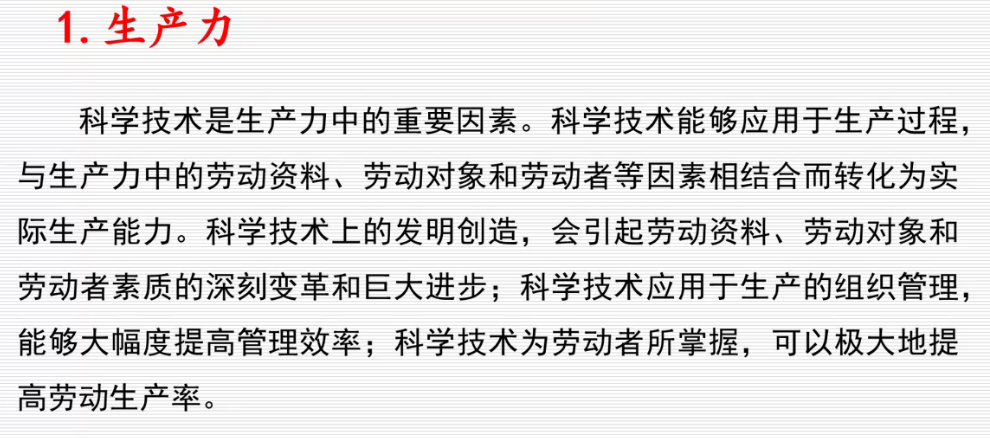 1. 生产力
科学技术是生产力中的重要因素。科学技术能够应用于生产过程，
与生产力中的劳动资料、劳动对象和劳动者等因素相结合而转化为实
际生产能力。科学技术上的发明创造，会引起劳动资料、劳动对象和
劳动者素质的深刻变革和巨大进步；科学技术应用于生产的组织管理，
能够大幅度提高管理效率；科学技术为劳动者所掌握，可以极大地提
高劳动生产率。